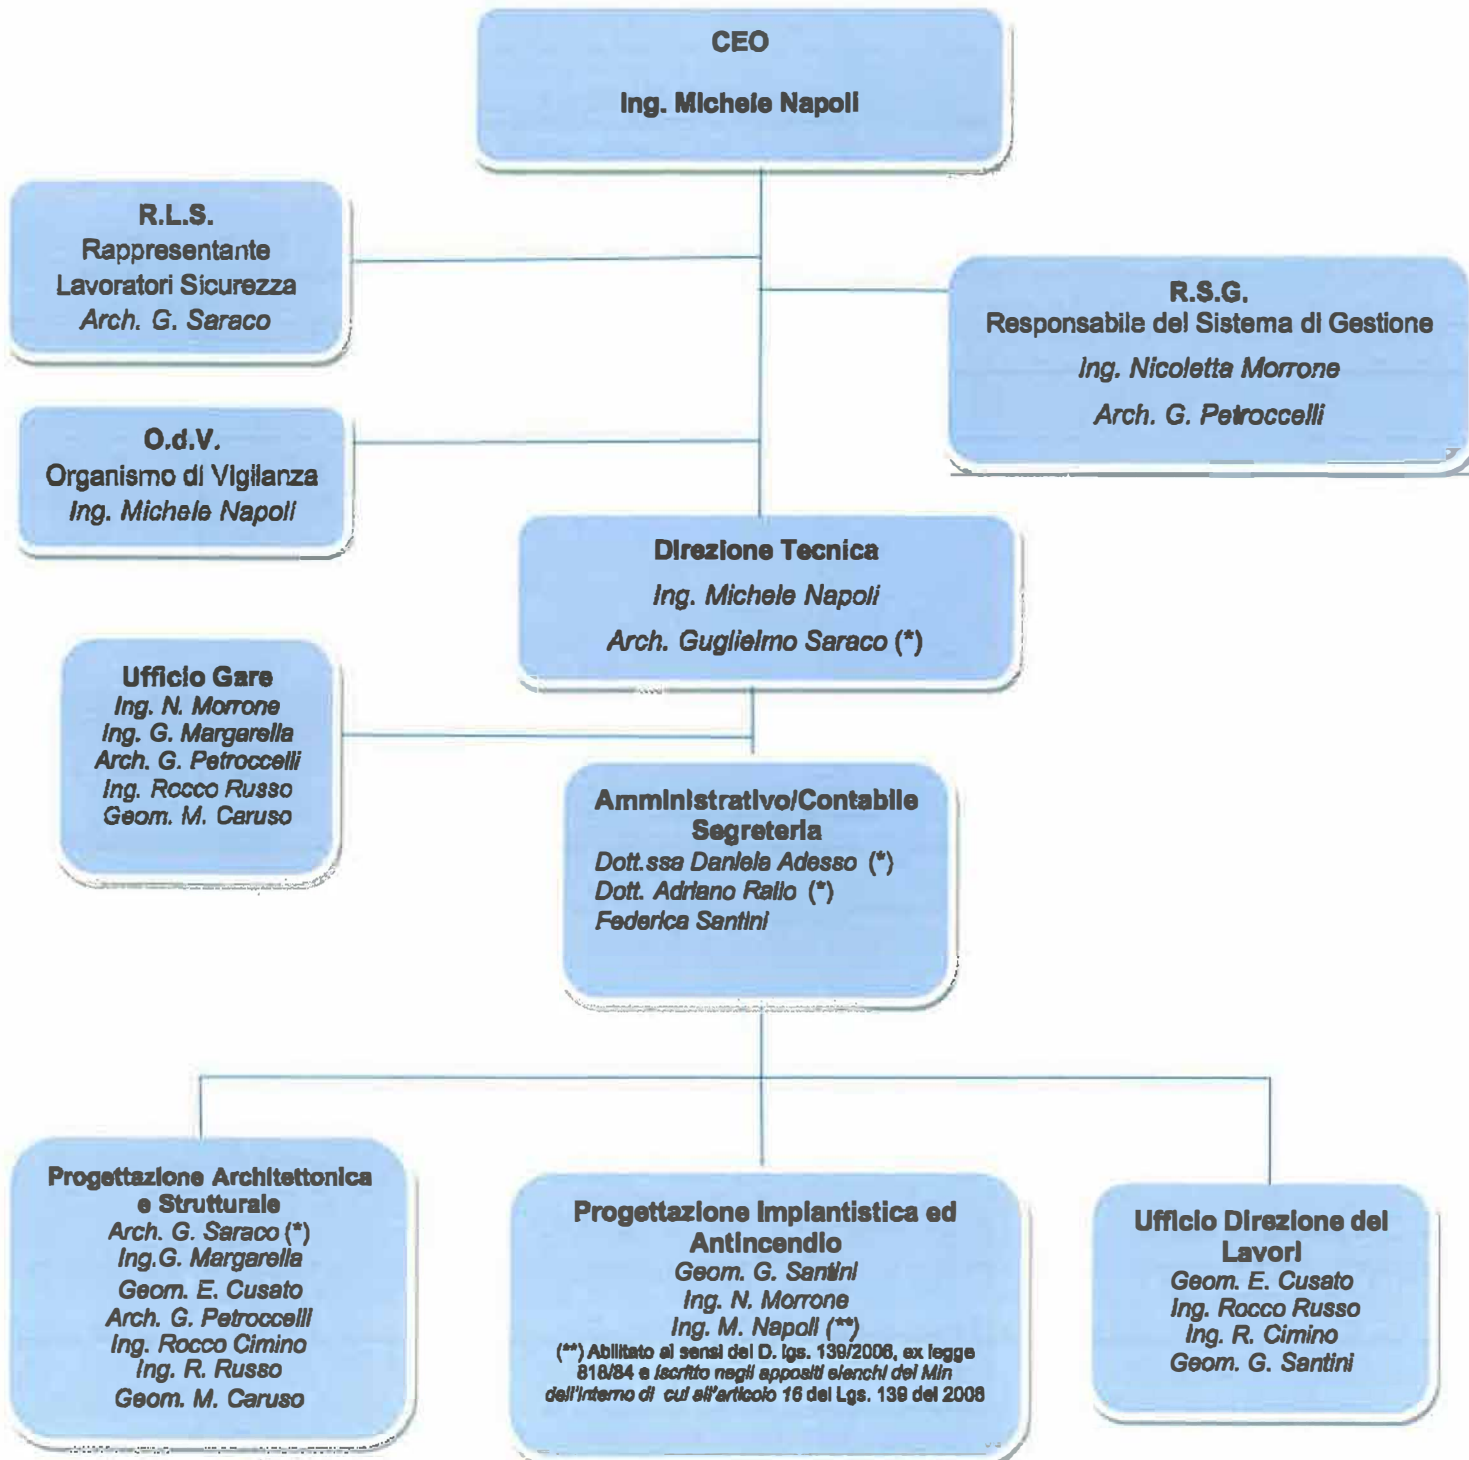 CEO
Ing. Michele Napoli
R.L.S.
Rappresentante
Lavoratori Sicurezza
Arch. G. Saraco
R.S.G.
Responsabile del Sistema di Gestione
Ing. Nicoletta Morrone
Arch. G. Petroccelli
O.d.V.
Organismo di Vigilanza
Ing. Michele Napoli
Direzione Tecnica
Ing. Michele Napoli
Arch. Guglielmo Saraco (*)
Ufficio Gare
Ing. N. Morrone
Ing. G. Margarella
Arch. G. Petroccelli
Ing. Rocco Russo
Geom. M. Caruso
Amministrativo/Contabile
Segreteria
Dott.ssa Daniela Adesso (*)
Dott. Adriano Rallo (*)
Federica Santini
Progettazione Architettonica
e Strutturale
Arch. G. Saraco (*)
Ing.G. Margarella
Geom. E. Cusato
Arch. G. Petroccelli
Ing. Rocco Cimino
Ing. R. Russo
Geom. M. Caruso
Progettazione Impiantistica ed
Antincendio
Geom. G. Santini
Ing. N. Morrone
Ing. M. Napoli (**)
(**) Abilitato ai sensi del D. lgs. 139/2006, ex legge
818/84 e iscritto negli appositi elenchi del Min
dell'interno di cui all'articolo 16 del Lgs. 139 del 2006
Ufficio Direzione dei
Lavori
Geom. E. Cusato
Ing. Rocco Russo
Ing. R. Cimino
Geom. G. Santini